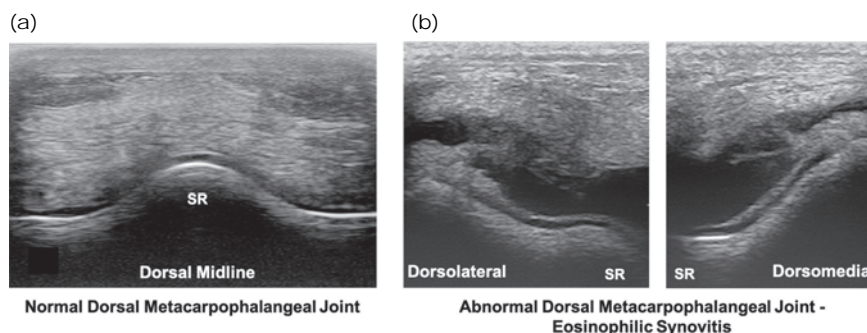 (a)
(b)
SR
Dorsal Midline
Normal Dorsal Metacarpophalangeal Joint
Dorsolateral
SR
SR
Dorsomedia
Abnormal Dorsal Metacarpophalangeal Joint -
Eosinophilic Synovitis